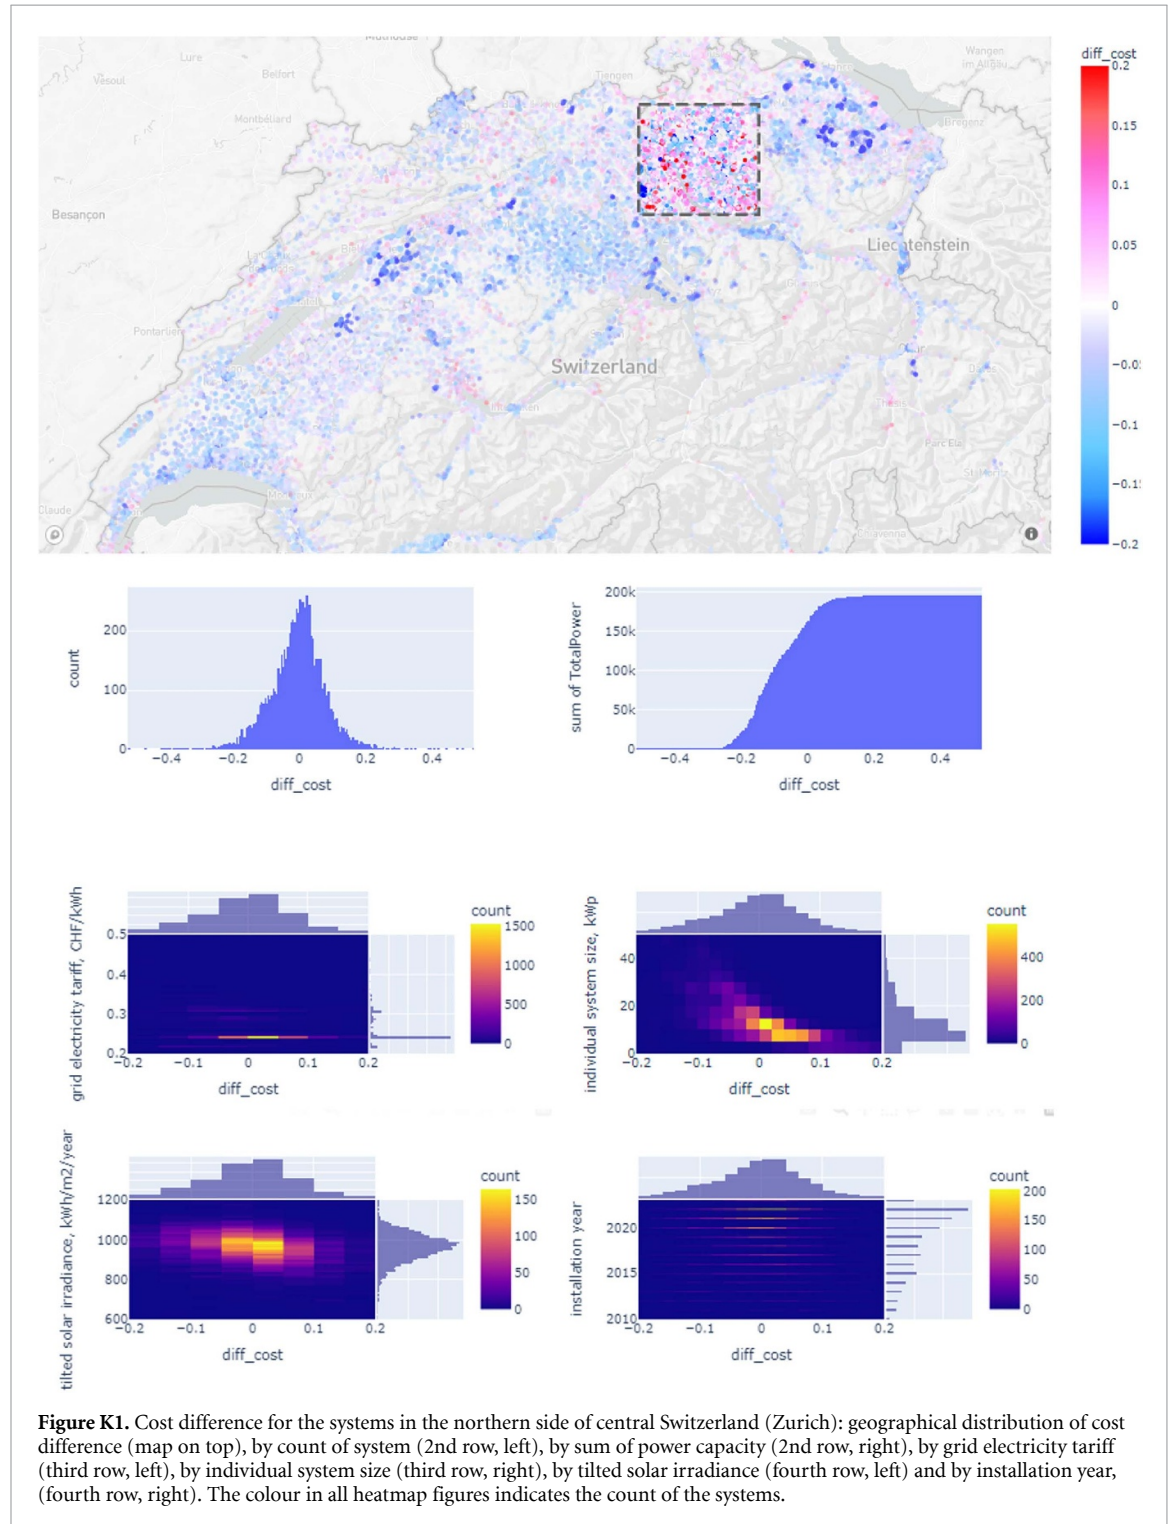 Mulhouse
Lure
Wangen
im Allgäu
Vesoul
Belfort
Tiengen
Montbéliard
Bregenz
Besançon
Liechtenstein
Pontarlier
Switzerland
Thusis
Parc Ela
St. Moritz
Claude
Chiavenna
diff_cost
0.2
0.15
0.1
0.05
0
−0.05
−0.1
−0.15
−0.2
count
200
100
0
−0.4
−0.2
0
0.2
0.4
diff_cost
sum of TotalPower
200k
150k
100k
50k
0
−0.4
−0.2
0
0.2
0.4
diff_cost
grid electricity tariff, CHF/kWh
0.5
0.4
0.3
0.2
−0.2
−0.1
0
0.1
0.2
diff_cost
count
1500
1000
500
0
individual system size, kWp
40
20
0
−0.2
−0.1
0
0.1
0.2
diff_cost
count
400
200
0
tilted solar irradiance, kWh/m2/year
1200
1000
800
600
−0.2
−0.1
0
0.1
0.2
diff_cost
count
150
100
50
0
installation year
2020
2015
2010
−0.2
−0.1
0
0.1
0.2
diff_cost
count
200
150
100
50
0
Figure K1. Cost difference for the systems in the northern side of central Switzerland (Zurich): geographical distribution of cost
difference (map on top), by count of system (2nd row, left), by sum of power capacity (2nd row, right), by grid electricity tariff
(third row, left), by individual system size (third row, right), by tilted solar irradiance (fourth row, left) and by installation year,
(fourth row, right). The colour in all heatmap figures indicates the count of the systems.